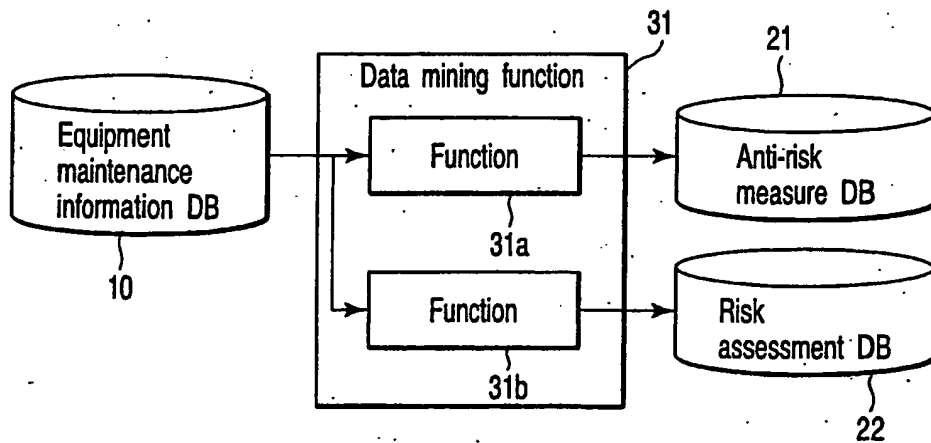 31
21
Data mining function
Equipment
maintenance
information DB
10
Function
31a
Anti-risk
measure DB
Function
31b
Risk
assessment DB
22